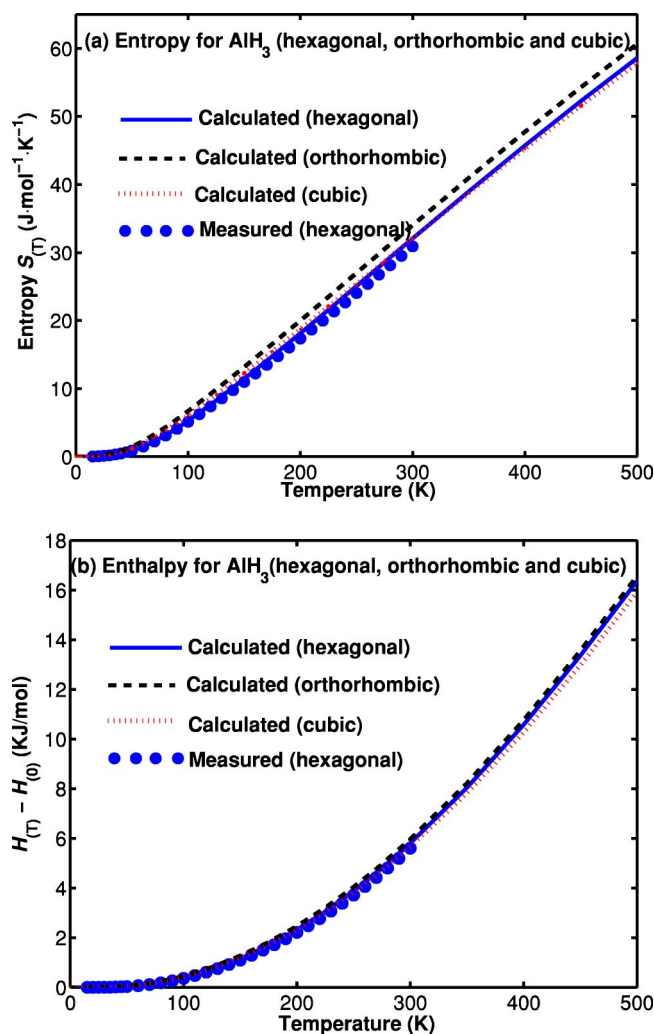 (a) Entropy for AlH3 (hexagonal, orthorhombic and cubic)
Calculated (hexagonal)
Calculated (orthorhombic)
Calculated (cubic)
Measured (hexagonal)
Entropy S(T) (J·mol−1·K−1)
60
50
40
30
20
10
0
0 100 200 300 400 500
Temperature (K)
(b) Enthalpy for AlH3(hexagonal, orthorhombic and cubic)
Calculated (hexagonal)
Calculated (orthorhombic)
Calculated (cubic)
Measured (hexagonal)
H(T) − H(0) (KJ/mol)
18
16
14
12
10
8
6
4
2
0
0 100 200 300 400 500
Temperature (K)